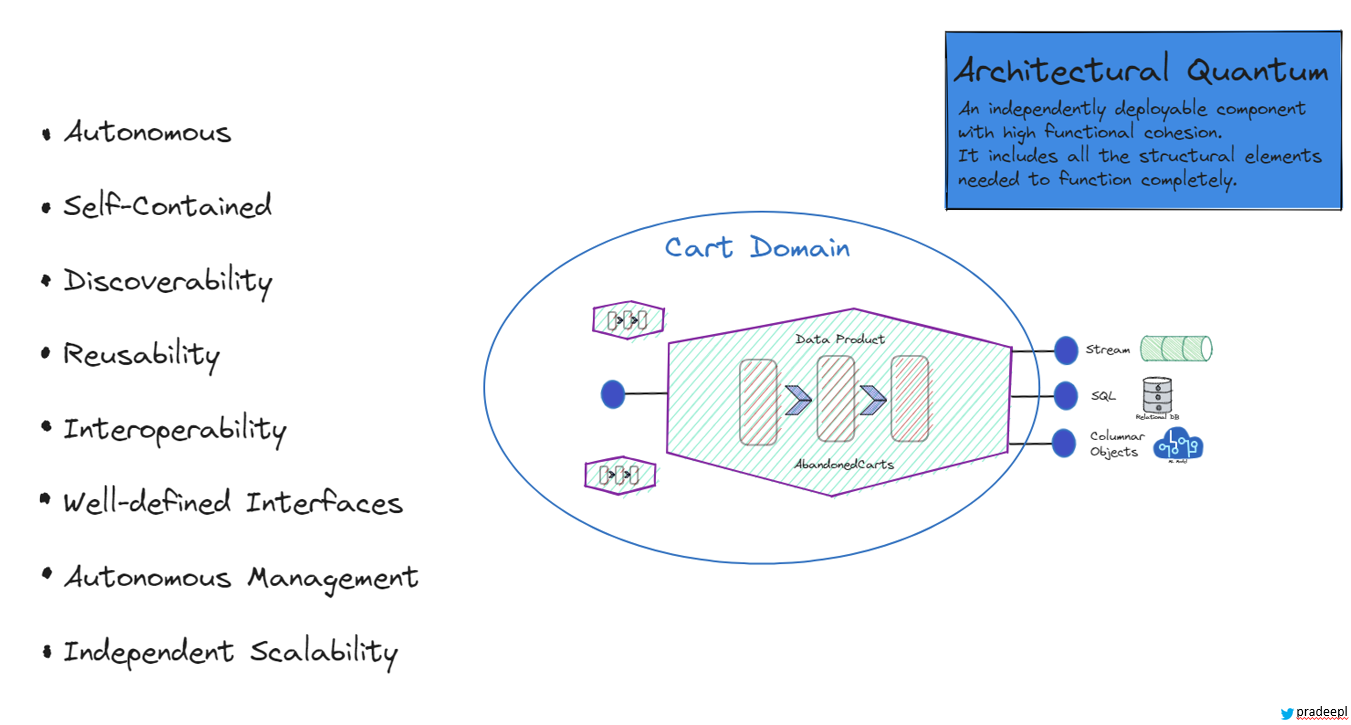 Architectural Quantum
An independently deployable component
with high functional cohesion.
It includes all the structural elements
needed to function completely.
• Autonomous
• Self-Contained
• Discoverability
• Reusability
• Interoperability
• Well-defined Interfaces
• Autonomous Management
• Independent Scalability
Cart Domain
Data Product
AbandonedCarts
Stream
SQL
Relational DB
Columnar
Objects
ML Model
pradeepl